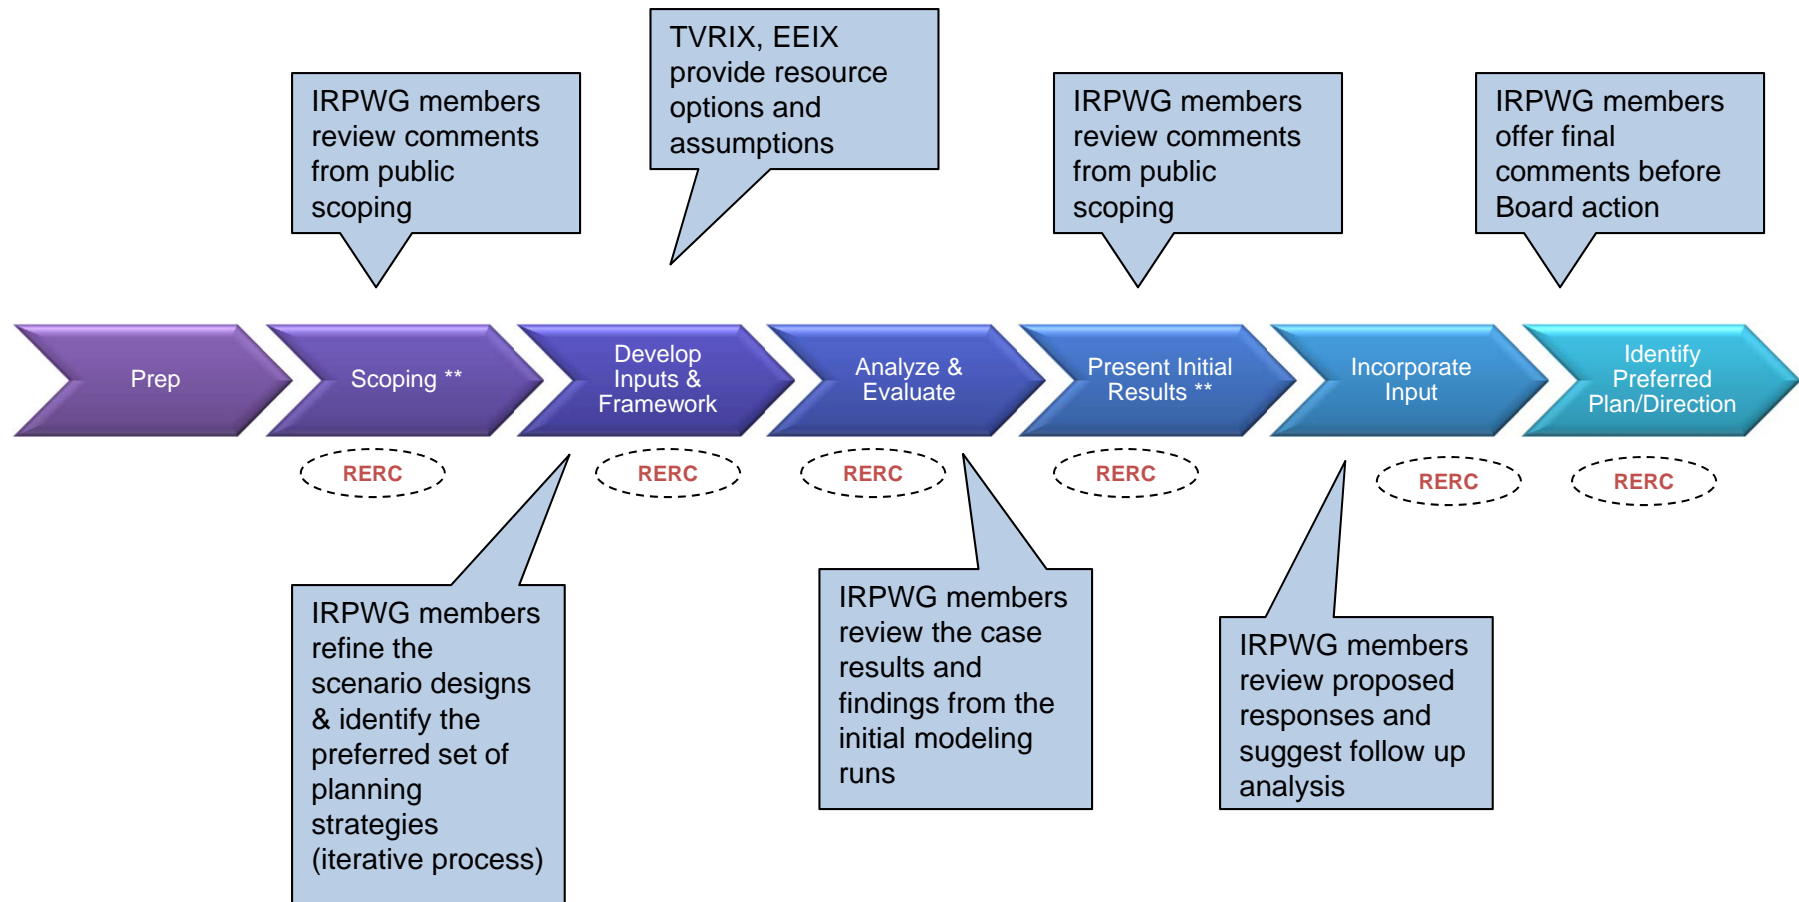 IRPWG members
review comments
from public
scoping
TVRIX, EEIX
provide resource
options and
assumptions
IRPWG members
review comments
from public
scoping
IRPWG members
offer final
comments before
Board action
Prep
Scoping **
Develop
Inputs &
Framework
Analyze &
Evaluate
Present Initial
Results **
Incorporate
Input
Identify
Preferred
Plan/Direction
RERC
RERC
RERC
RERC
RERC
RERC
IRPWG members
refine the
scenario designs
& identify the
preferred set of
planning
strategies
(iterative process)
IRPWG members
review the case
results and
findings from the
initial modeling
runs
IRPWG members
review proposed
responses and
suggest follow up
analysis